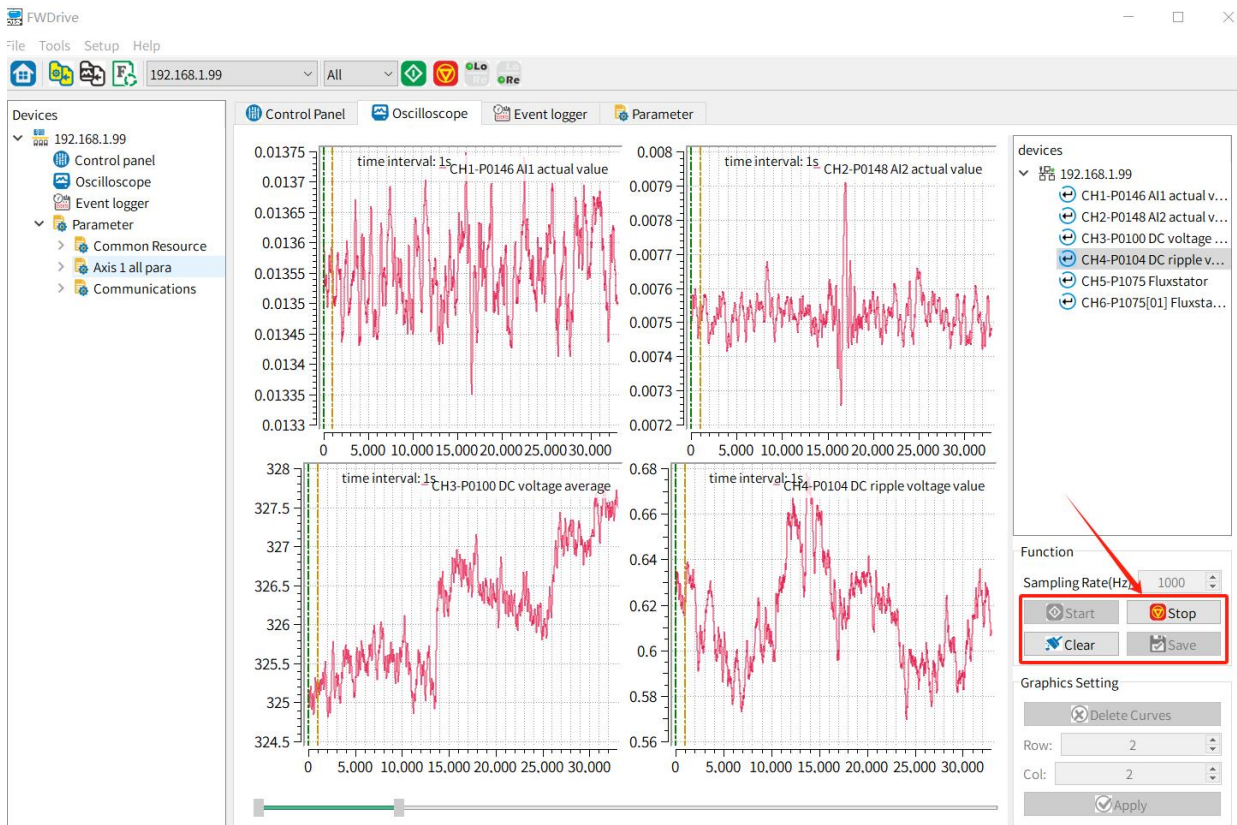 FWDrive
File Tools Setup Help
192.168.1.99 All Lo Re Lo Re
Devices
192.168.1.99
Control panel
Oscilloscope
Event logger
Parameter
Common Resource
Axis 1 all para
Communications
Control Panel Oscilloscope Event logger Parameter
time interval: 1s
CH1-P0146 AI1 actual value
0.01375
0.0137
0.01365
0.0136
0.01355
0.0135
0.01345
0.0134
0.01335
0.0133
0 5,000 10,000 15,000 20,000 25,000 30,000
time interval: 1s
CH2-P0148 AI2 actual value
0.008
0.0079
0.0078
0.0077
0.0076
0.0075
0.0074
0.0073
0.0072
0 5,000 10,000 15,000 20,000 25,000 30,000
time interval: 1s
CH3-P0100 DC voltage average
328
327.5
327
326.5
326
325.5
325
324.5
0 5,000 10,000 15,000 20,000 25,000 30,000
time interval: 1s
CH4-P0104 DC ripple voltage value
0.68
0.66
0.64
0.62
0.6
0.58
0.56
0 5,000 10,000 15,000 20,000 25,000 30,000
devices
192.168.1.99
CH1-P0146 AI1 actual v...
CH2-P0148 AI2 actual v...
CH3-P0100 DC voltage ...
CH4-P0104 DC ripple v...
CH5-P1075 Fluxstator
CH6-P1075[01] Fluxsta...
Function
Sampling Rate(Hz) 1000
Start Stop
Clear Save
Graphics Setting
Delete Curves
Row: 2
Col: 2
Apply